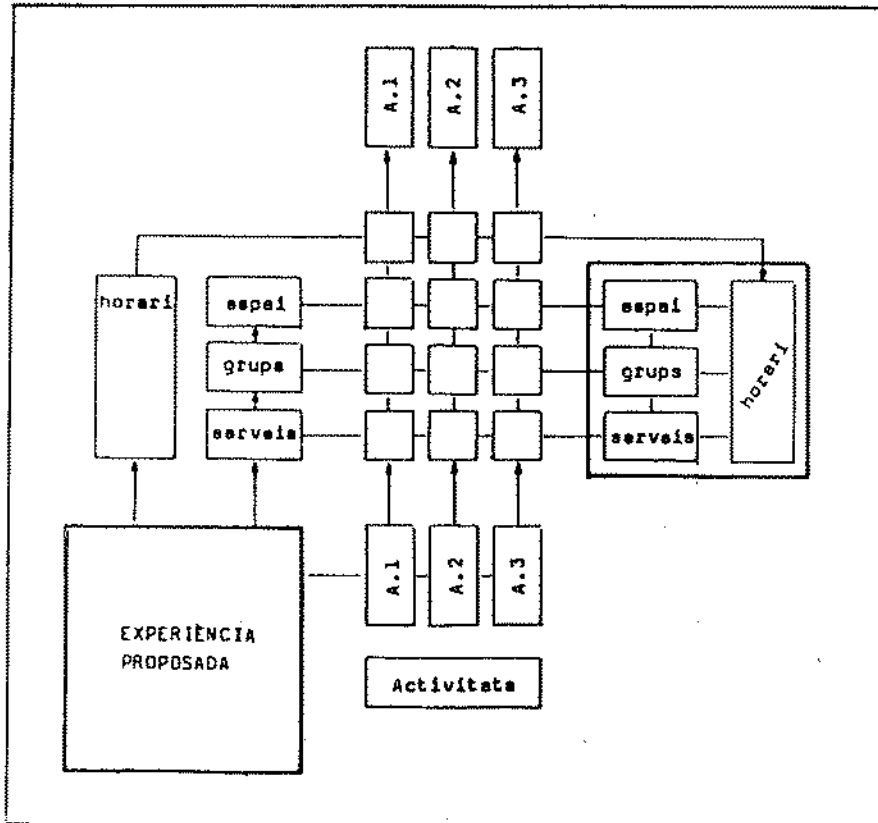 A.1 A.2 A.3
horari espai espai
grups grups horari
serveis serveis
A.1 A.2 A.3
EXPERIÈNCIA
PROPOSADA
Activitats